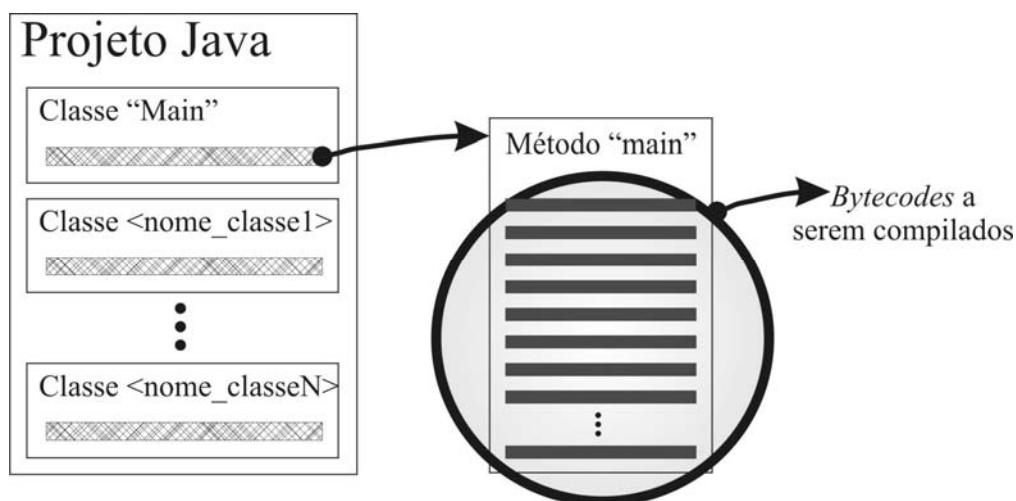 Projeto Java
Classe “Main”
Classe <nome_classe1>
Classe <nome_classeN>
Método “main”
Bytecodes a
serem compilados